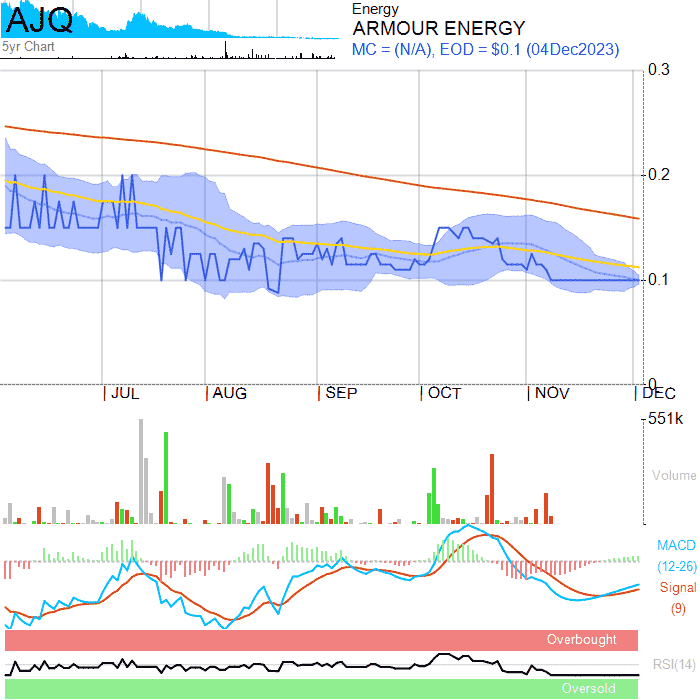 AJQ
5yr Chart
Energy
ARMOUR ENERGY
MC = (N/A), EOD = $0.1 (04Dec2023)
0.3
0.2
0.1
0
JUL AUG SEP OCT NOV DEC
551k
Volume
MACD
(12-26)
Signal
(9)
Overbought
RSI(14)
Oversold